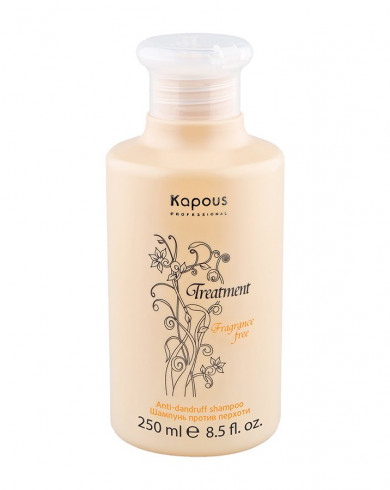 Kapous
PROFESSIONAL
Treatment
Fragrance
free
Anti-dandruff shampoo
Шампунь против перхоти
250 ml e 8.5 fl. oz.